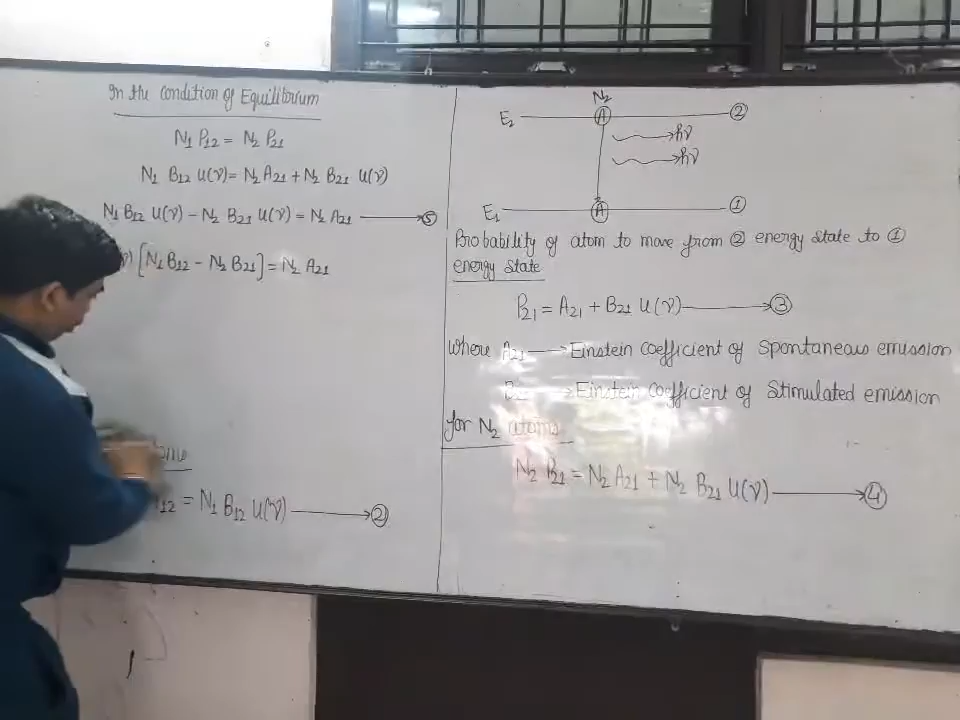 In the Condition of Equilibrium
N₁ P₁₂ = N₂ P₂₁
N₁ B₁₂ u(ν) = N₂ A₂₁ + N₂ B₂₁ u(ν)
N₁ B₁₂ u(ν) – N₂ B₂₁ u(ν) = N₂ A₂₁ ⟶ ⑤
) [N₁ B₁₂ – N₂ B₂₁] = N₂ A₂₁
₁₂ = N₁ B₁₂ u(ν) ⟶ ②
N₂
E₂ A ②
hν
hν
E₁ A ①
Probability of atom to move from ② energy state to ①
energy state
P₂₁ = A₂₁ + B₂₁ u(ν) ⟶ ③
Where A₂₁ ⟶ Einstein Coefficient of Spontaneous emission
⟶ Einstein Coefficient of Stimulated emission
for N₂ atoms
N₂ P₂₁ = N₂ A₂₁ + N₂ B₂₁ u(ν) ⟶ ④